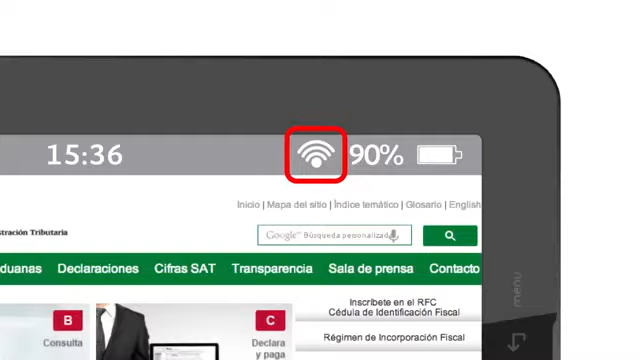 15:36 90%
Inicio | Mapa del sitio | Índice temático | Glosario | English
stración Tributaria
Google Búsqueda personalizad
duanas Declaraciones Cifras SAT Transparencia Sala de prensa Contacto
menu
B
Consulta
C
Declara
y paga
Inscríbete en el RFC
Cédula de Identificación Fiscal
Régimen de Incorporación Fiscal